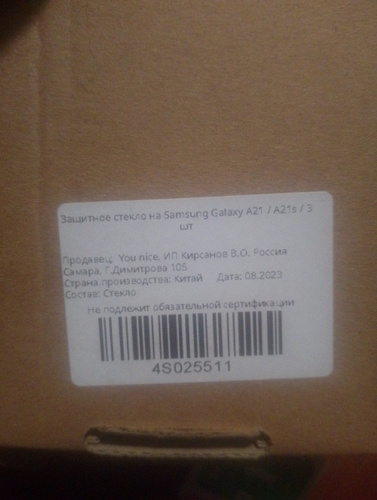 Защитное стекло на Samsung Galaxy A21 / A21s / 3
шт
Продавец: You nice, ИП Кирсанов В.О. Россия
Самара, Г.Димитрова 105
Страна производства: Китай Дата: 08.2023
Состав: Стекло
Не подлежит обязательной сертификации
4S025511